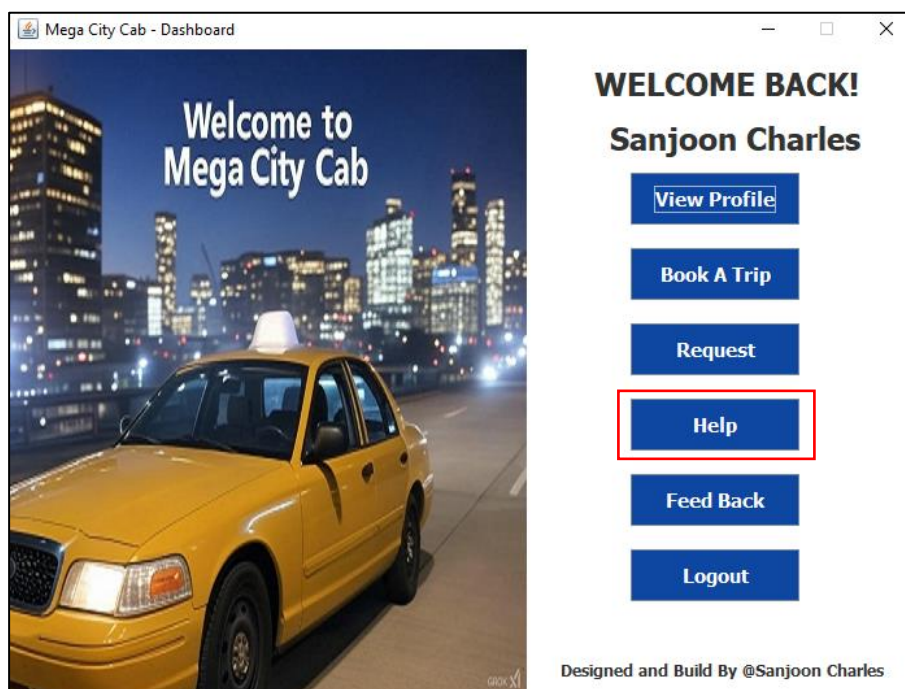 Mega City Cab - Dashboard
Welcome to
Mega City Cab
WELCOME BACK!
Sanjoon Charles
View Profile
Book A Trip
Request
Help
Feed Back
Logout
Designed and Build By @Sanjoon Charles
GROK